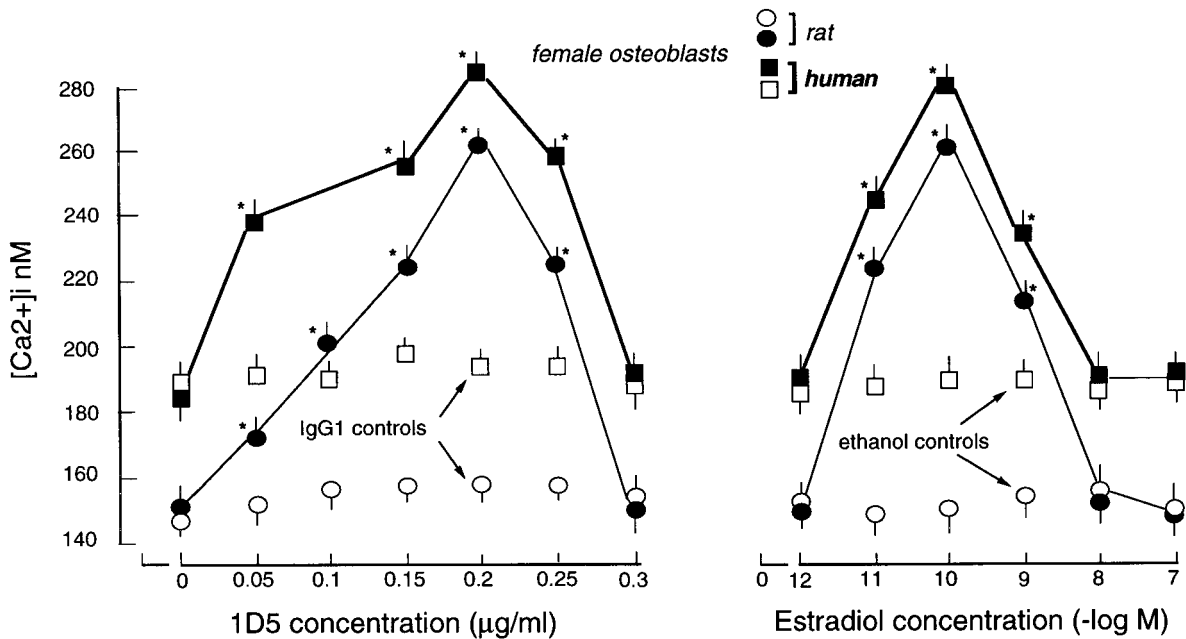 female osteoblasts
rat
human
[Ca2+]i nM
280
260
240
220
200
180
160
140
* * * * * * * * *
IgG1 controls
0 0.05 0.1 0.15 0.2 0.25 0.3
1D5 concentration (µg/ml)
* * * * * *
ethanol controls
0 12 11 10 9 8 7
Estradiol concentration (-log M)